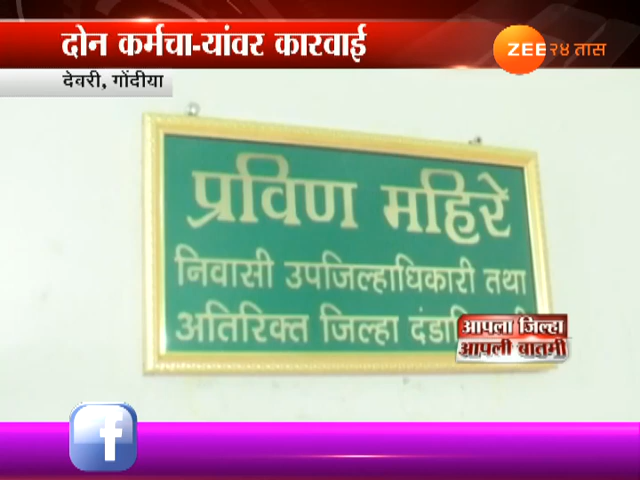 दोन कर्मचा-यांवर कारवाई
ZEE २४ तास
देवरी, गोंदीया
प्रविण महिरे
निवासी उपजिल्हाधिकारी तथा
अतिरिक्त जिल्हा
आपला जिल्हा
आपली बातमी
f